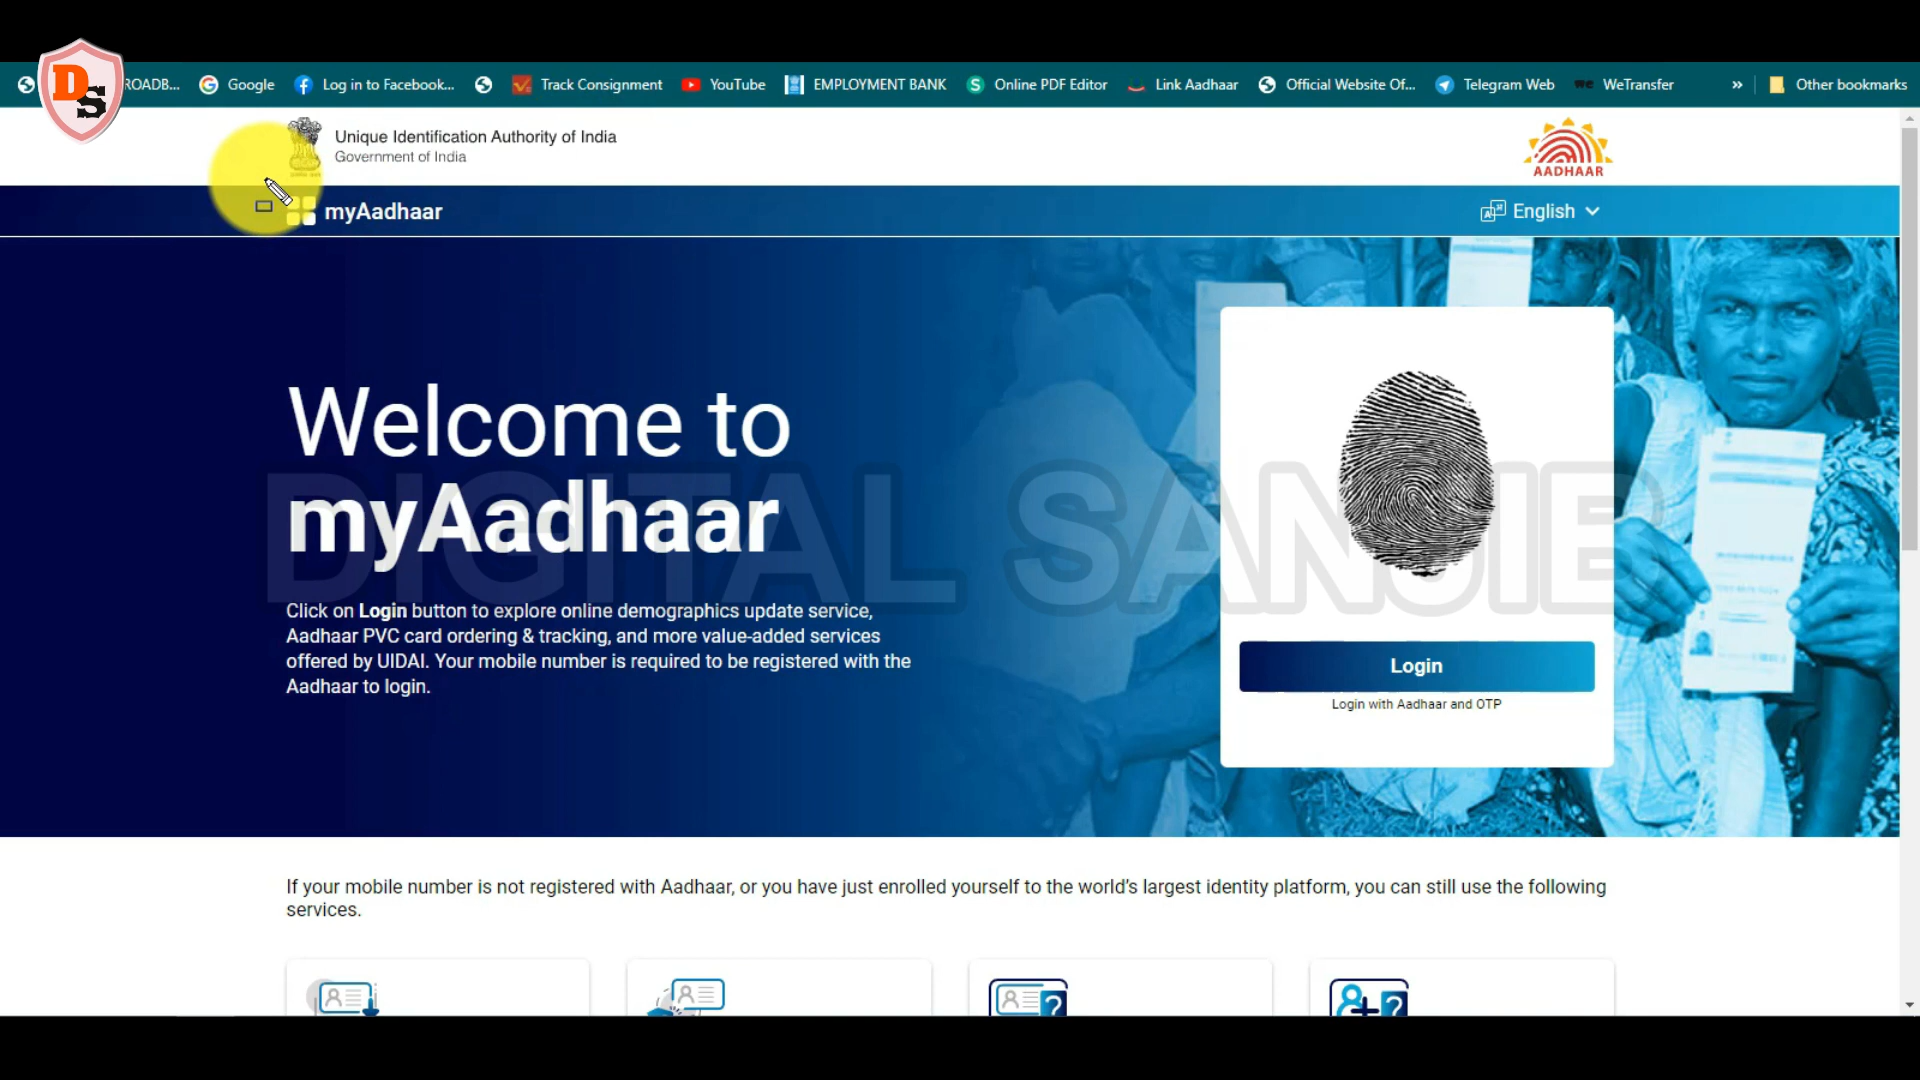 DS
ROADB...
Google
Log in to Facebook...
Track Consignment
YouTube
EMPLOYMENT BANK
Online PDF Editor
Link Aadhaar
Official Website Of...
Telegram Web
WeTransfer
»
Other bookmarks
Unique Identification Authority of India
Government of India
AADHAAR
myAadhaar
English
Welcome to
myAadhaar
DIGITAL SANJIB
Click on Login button to explore online demographics update service,
Aadhaar PVC card ordering & tracking, and more value-added services
offered by UIDAI. Your mobile number is required to be registered with the
Aadhaar to login.
Login
Login with Aadhaar and OTP
If your mobile number is not registered with Aadhaar, or you have just enrolled yourself to the world's largest identity platform, you can still use the following
services.